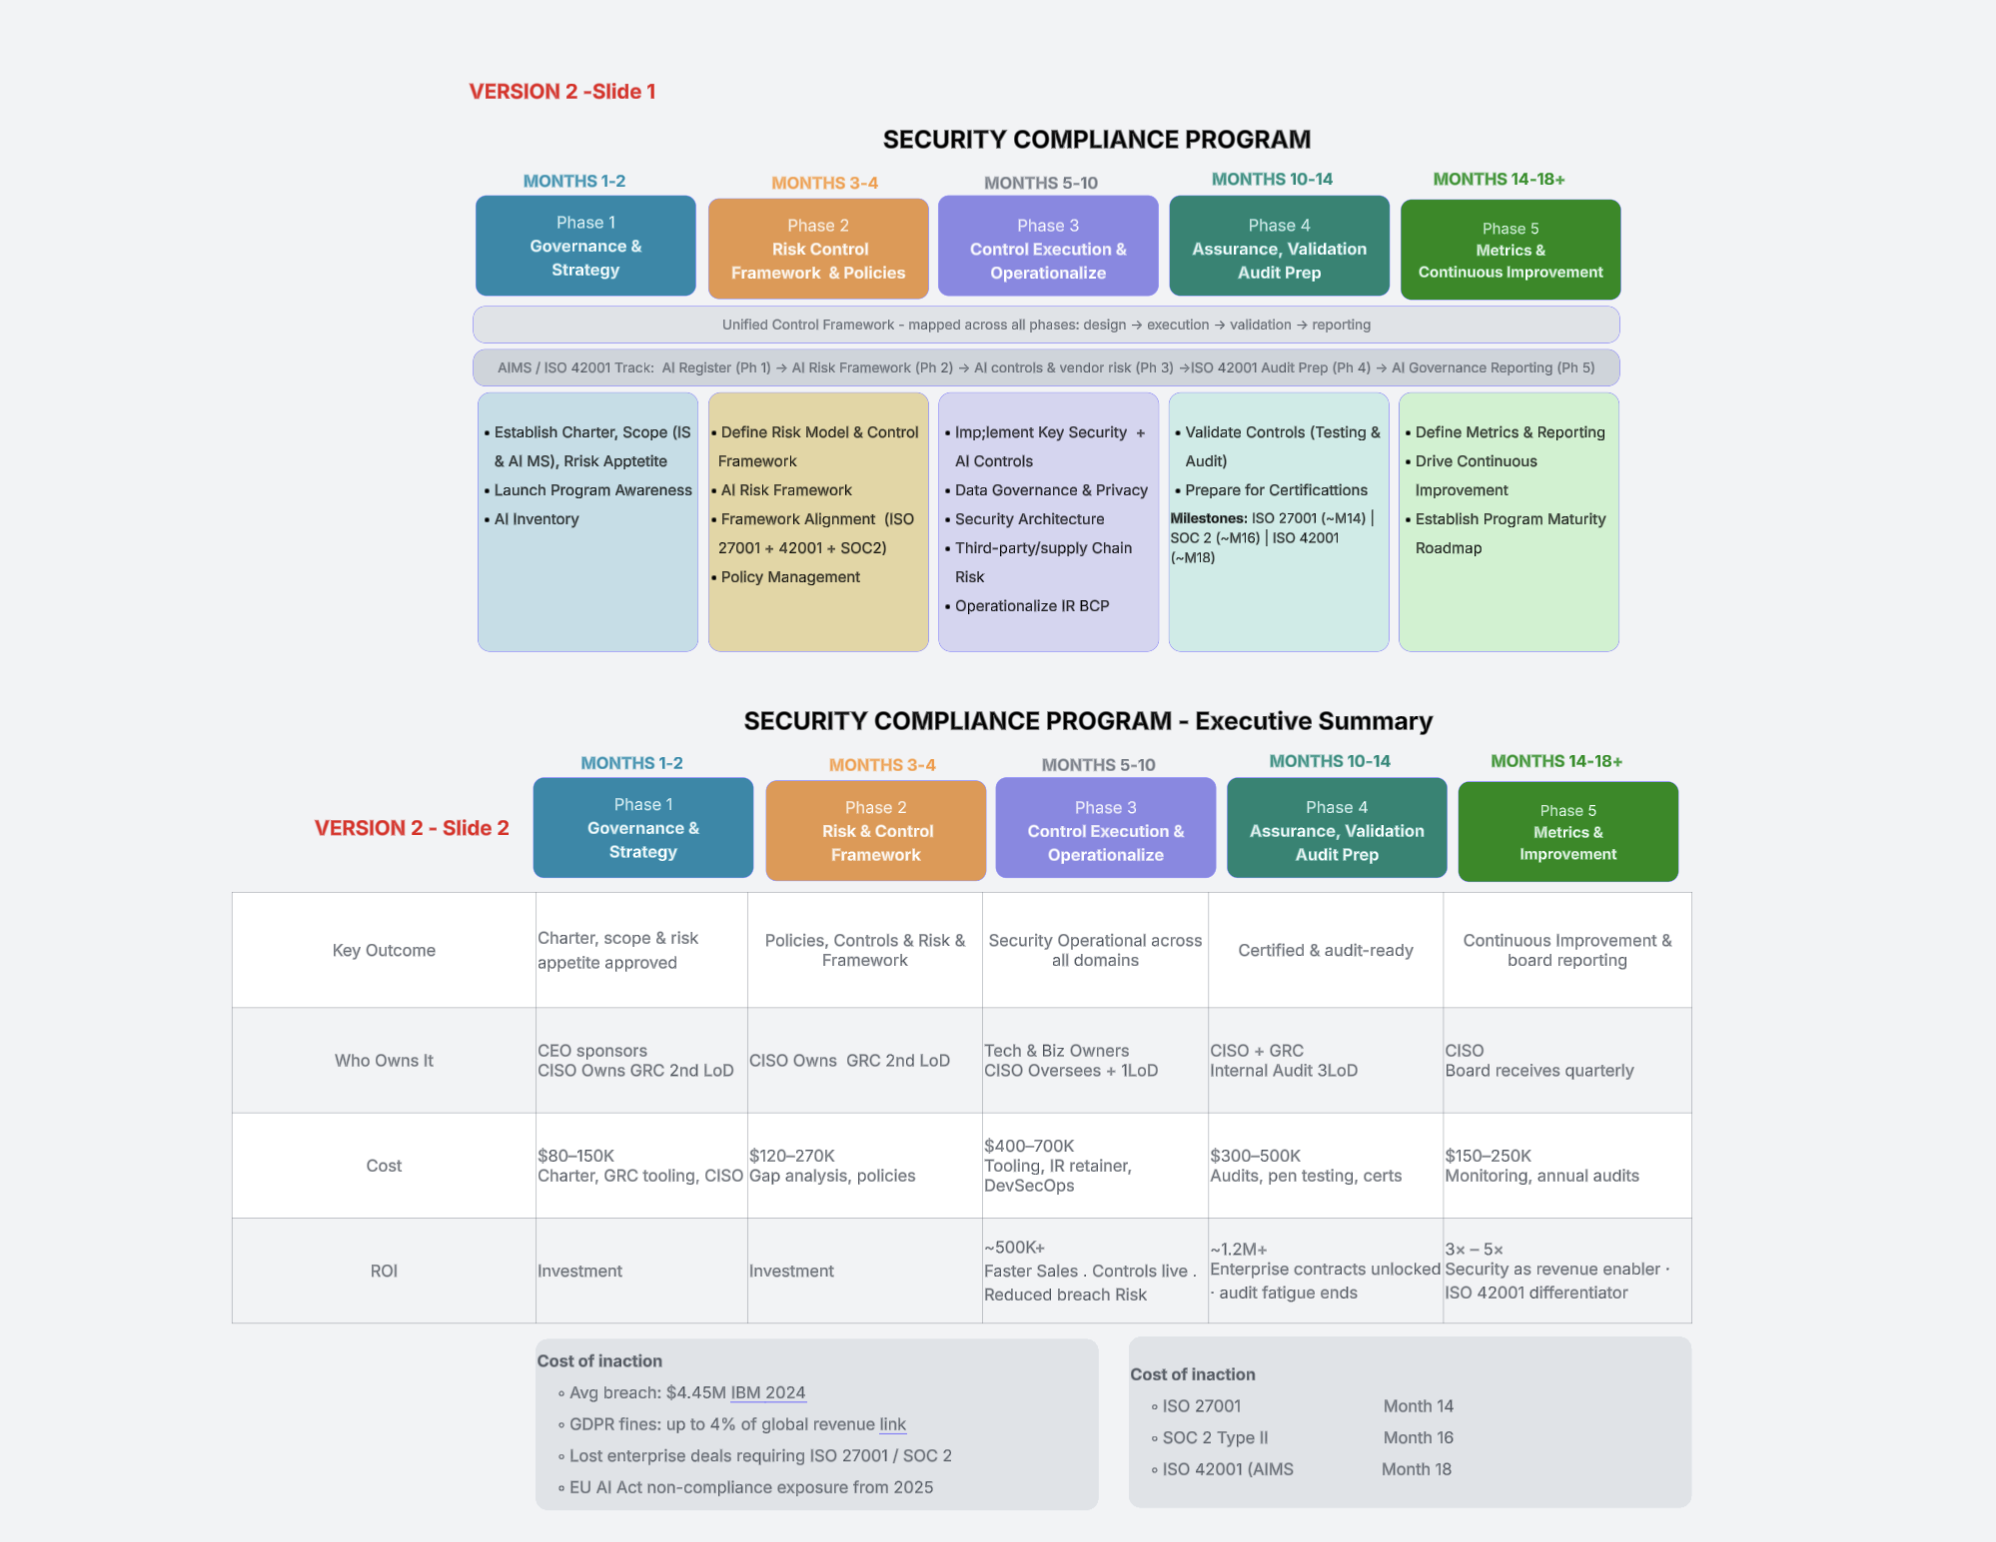 VERSION 2 -Slide 1
SECURITY COMPLIANCE PROGRAM
MONTHS 1-2
MONTHS 3-4
MONTHS 5-10
MONTHS 10-14
MONTHS 14-18+
Phase 1
Governance &
Strategy
Phase 2
Risk Control
Framework & Policies
Phase 3
Control Execution &
Operationalize
Phase 4
Assurance, Validation
Audit Prep
Phase 5
Metrics &
Continuous Improvement
Unified Control Framework - mapped across all phases: design → execution → validation → reporting
AIMS / ISO 42001 Track: AI Register (Ph 1) → AI Risk Framework (Ph 2) → AI controls & vendor risk (Ph 3) →ISO 42001 Audit Prep (Ph 4) → AI Governance Reporting (Ph 5)
• Establish Charter, Scope (IS
& AI MS), Rrisk Apptetite
• Launch Program Awareness
• AI Inventory
• Define Risk Model & Control
Framework
• AI Risk Framework
• Framework Alignment (ISO
27001 + 42001 + SOC2)
• Policy Management
• Imp;lement Key Security +
AI Controls
• Data Governance & Privacy
• Security Architecture
• Third-party/supply Chain
Risk
• Operationalize IR BCP
• Validate Controls (Testing &
Audit)
• Prepare for Certificattions
Milestones: ISO 27001 (~M14) |
SOC 2 (~M16) | ISO 42001
(~M18)
• Define Metrics & Reporting
• Drive Continuous
Improvement
• Establish Program Maturity
Roadmap
SECURITY COMPLIANCE PROGRAM - Executive Summary
MONTHS 1-2
MONTHS 3-4
MONTHS 5-10
MONTHS 10-14
MONTHS 14-18+
VERSION 2 - Slide 2
Phase 1
Governance &
Strategy
Phase 2
Risk & Control
Framework
Phase 3
Control Execution &
Operationalize
Phase 4
Assurance, Validation
Audit Prep
Phase 5
Metrics &
Improvement
Key Outcome
Charter, scope & risk
appetite approved
Policies, Controls & Risk &
Framework
Security Operational across
all domains
Certified & audit-ready
Continuous Improvement &
board reporting
Who Owns It
CEO sponsors
CISO Owns GRC 2nd LoD
CISO Owns GRC 2nd LoD
Tech & Biz Owners
CISO Oversees + 1LoD
CISO + GRC
Internal Audit 3LoD
CISO
Board receives quarterly
Cost
$80–150K
Charter, GRC tooling, CISO
$120–270K
Gap analysis, policies
$400–700K
Tooling, IR retainer,
DevSecOps
$300–500K
Audits, pen testing, certs
$150–250K
Monitoring, annual audits
ROI
Investment
Investment
~500K+
Faster Sales . Controls live .
Reduced breach Risk
~1.2M+
Enterprise contracts unlocked
· audit fatigue ends
3× – 5×
Security as revenue enabler ·
ISO 42001 differentiator
Cost of inaction
◦ Avg breach: $4.45M IBM 2024
◦ GDPR fines: up to 4% of global revenue link
◦ Lost enterprise deals requiring ISO 27001 / SOC 2
◦ EU AI Act non-compliance exposure from 2025
Cost of inaction
◦ ISO 27001 Month 14
◦ SOC 2 Type II Month 16
◦ ISO 42001 (AIMS Month 18